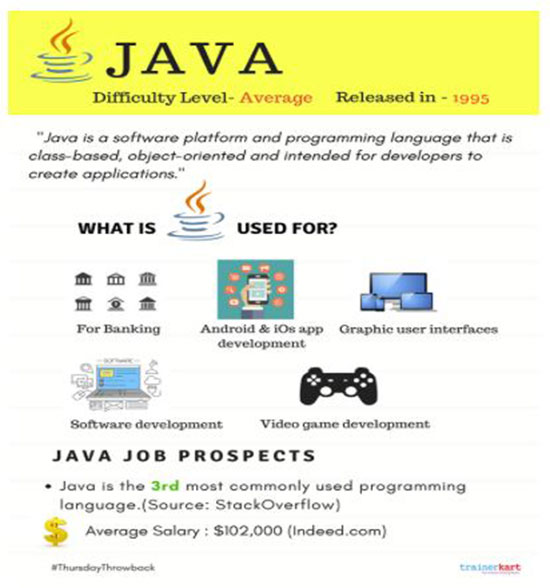 JAVA
Difficulty Level- Average Released in - 1995
"Java is a software platform and programming language that is
class-based, object-oriented and intended for developers to
create applications."
WHAT IS USED FOR?
For Banking
Android & iOs app
development
Graphic user interfaces
SOFTWARE
Software development
Video game development
JAVA JOB PROSPECTS
• Java is the 3rd most commonly used programming
language.(Source: StackOverflow)
Average Salary : $102,000 (Indeed.com)
#ThursdayThrowback
trainerkart